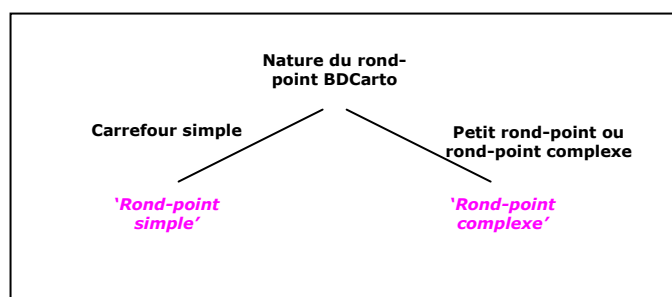 Nature du rond-
point BDCarto
Carrefour simple
Petit rond-point ou
rond-point complexe
‘Rond-point
simple’
‘Rond-point
complexe’